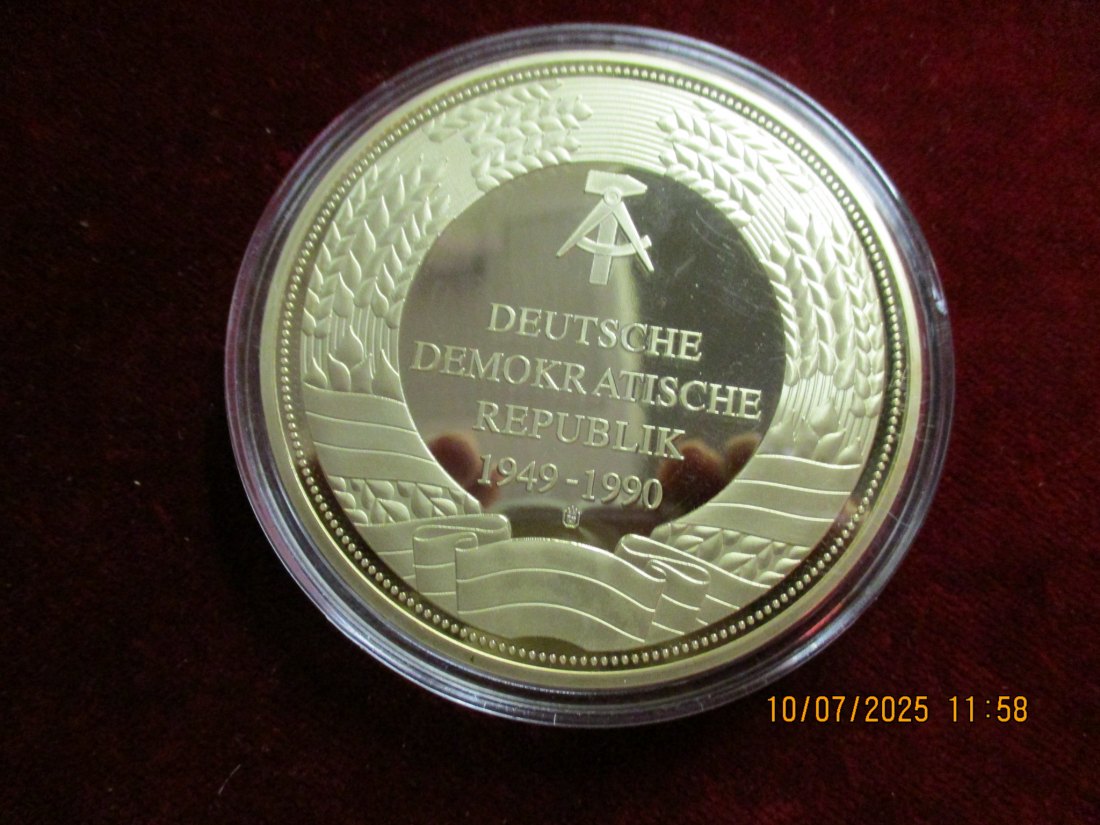 DEUTSCHE
DEMOKRATISCHE
REPUBLIK
1949-1990
10/07/2025 11:58